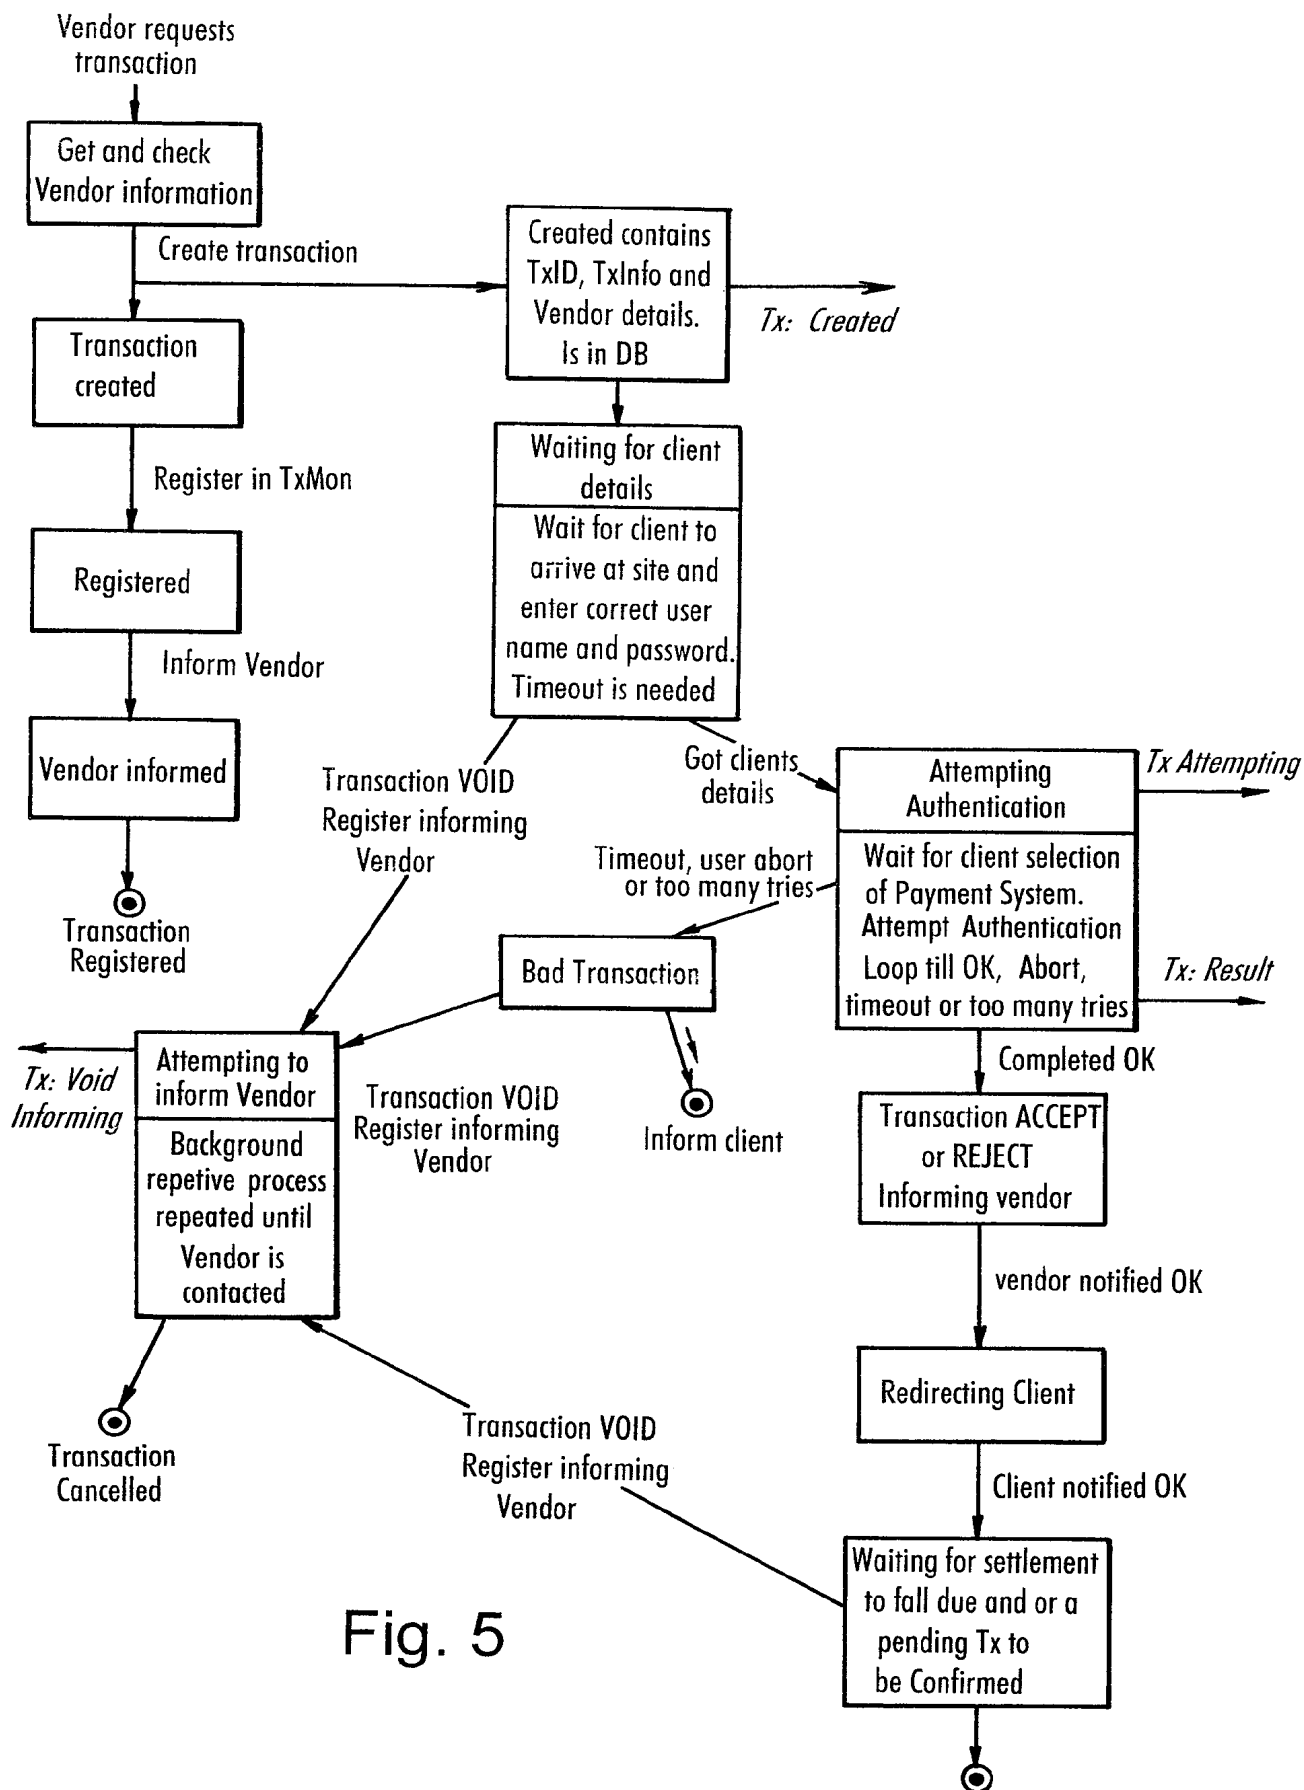 Vendor requests
transaction
Get and check
Vendor information
Create transaction
Transaction
created
Register in TxMon
Registered
Inform Vendor
Vendor informed
Transaction
Registered
Created contains
TxID, TxInfo and
Vendor details.
Is in DB
Tx: Created
Waiting for client
details
Wait for client to
arrive at site and
enter correct user
name and password.
Timeout is needed
Transaction VOID
Register informing
Vendor
Got clients
details
Attempting
Authentication
Tx Attempting
Wait for client selection
of Payment System.
Attempt Authentication
Loop till OK, Abort,
timeout or too many tries
Tx: Result
Timeout, user abort
or too many tries
Bad Transaction
Inform client
Attempting to
inform Vendor
Tx: Void
Informing
Background
repetive process
repeated until
Vendor is
contacted
Transaction VOID
Register informing
Vendor
Transaction
Cancelled
Completed OK
Transaction ACCEPT
or REJECT
Informing vendor
vendor notified OK
Redirecting Client
Client notified OK
Transaction VOID
Register informing
Vendor
Waiting for settlement
to fall due and or a
pending Tx to
be Confirmed
Fig. 5